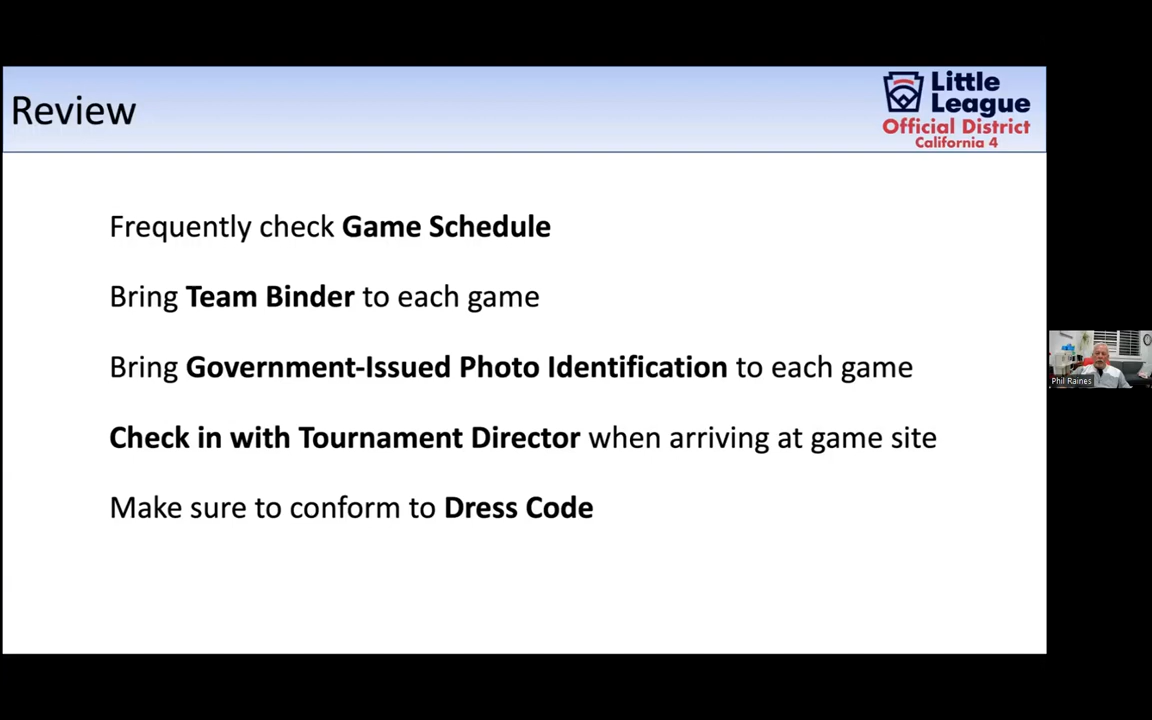 Review
Little
League
Official District
California 4
Frequently check Game Schedule
Bring Team Binder to each game
Bring Government-Issued Photo Identification to each game
Check in with Tournament Director when arriving at game site
Make sure to conform to Dress Code
Phil Raines